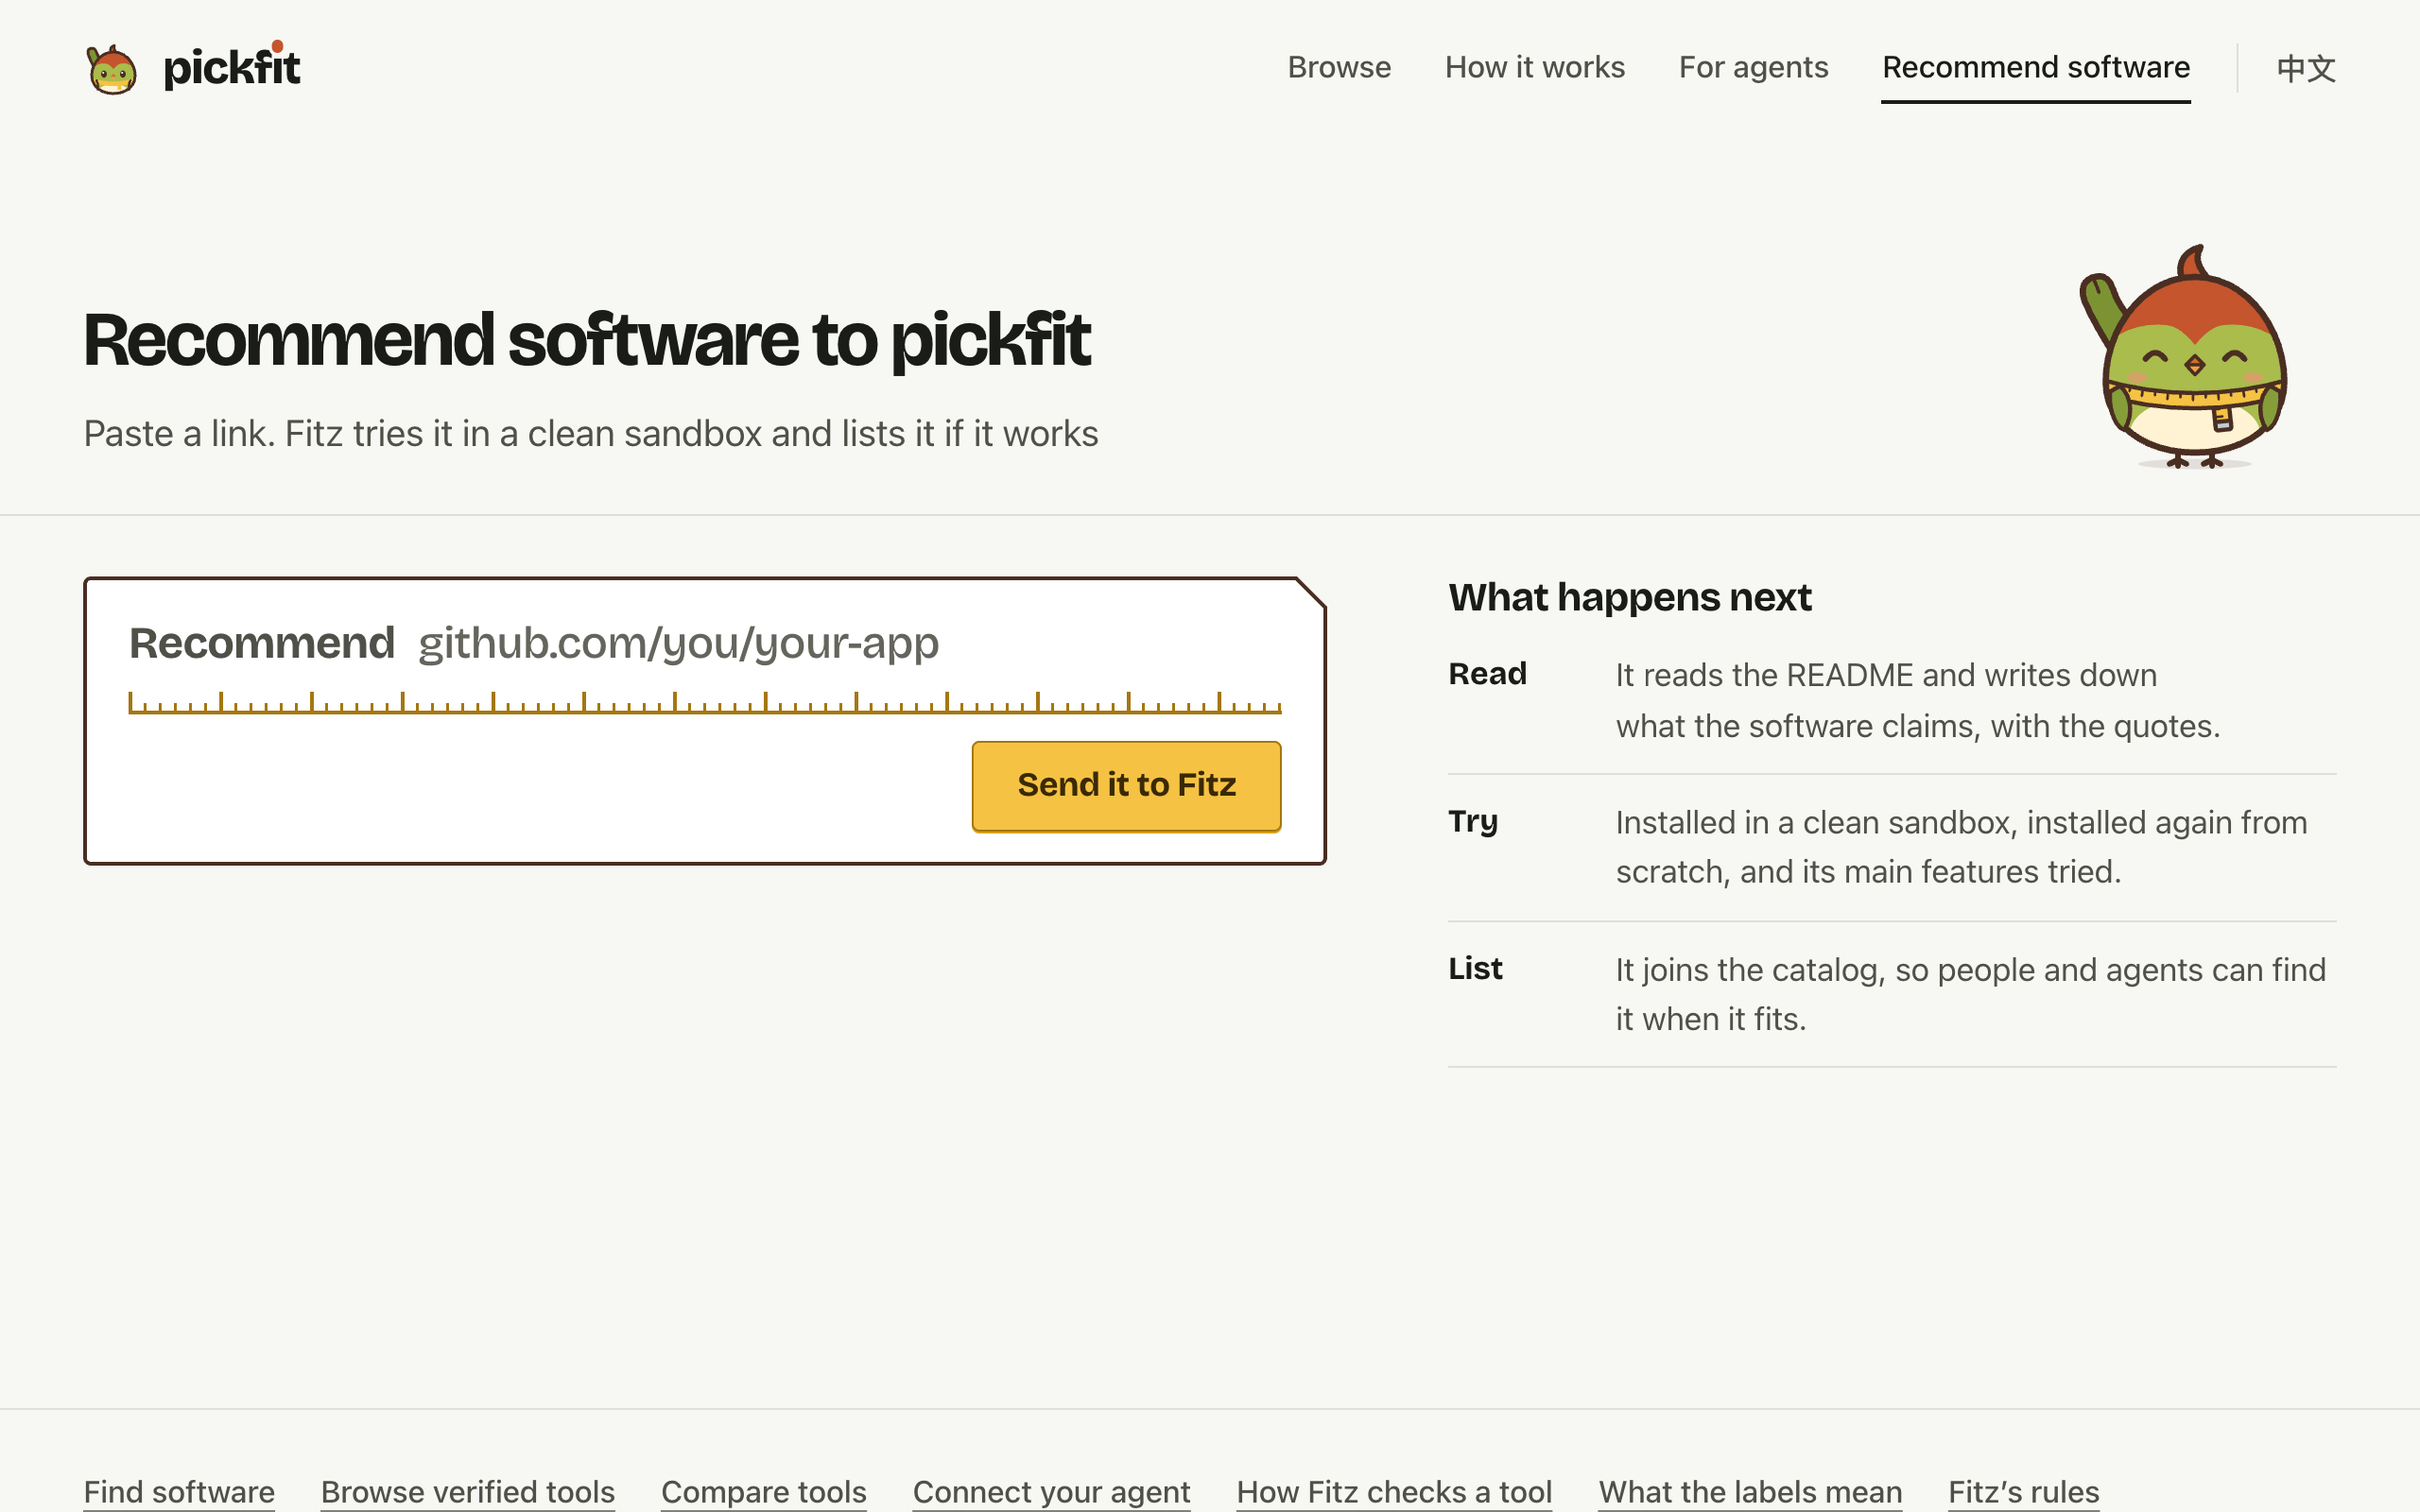 pickfit
Browse
How it works
For agents
Recommend software
中文
Recommend software to pickfit
Paste a link. Fitz tries it in a clean sandbox and lists it if it works
Recommend github.com/you/your-app
Send it to Fitz
What happens next
Read
It reads the README and writes down
what the software claims, with the quotes.
Try
Installed in a clean sandbox, installed again from
scratch, and its main features tried.
List
It joins the catalog, so people and agents can find
it when it fits.
Find software
Browse verified tools
Compare tools
Connect your agent
How Fitz checks a tool
What the labels mean
Fitz’s rules